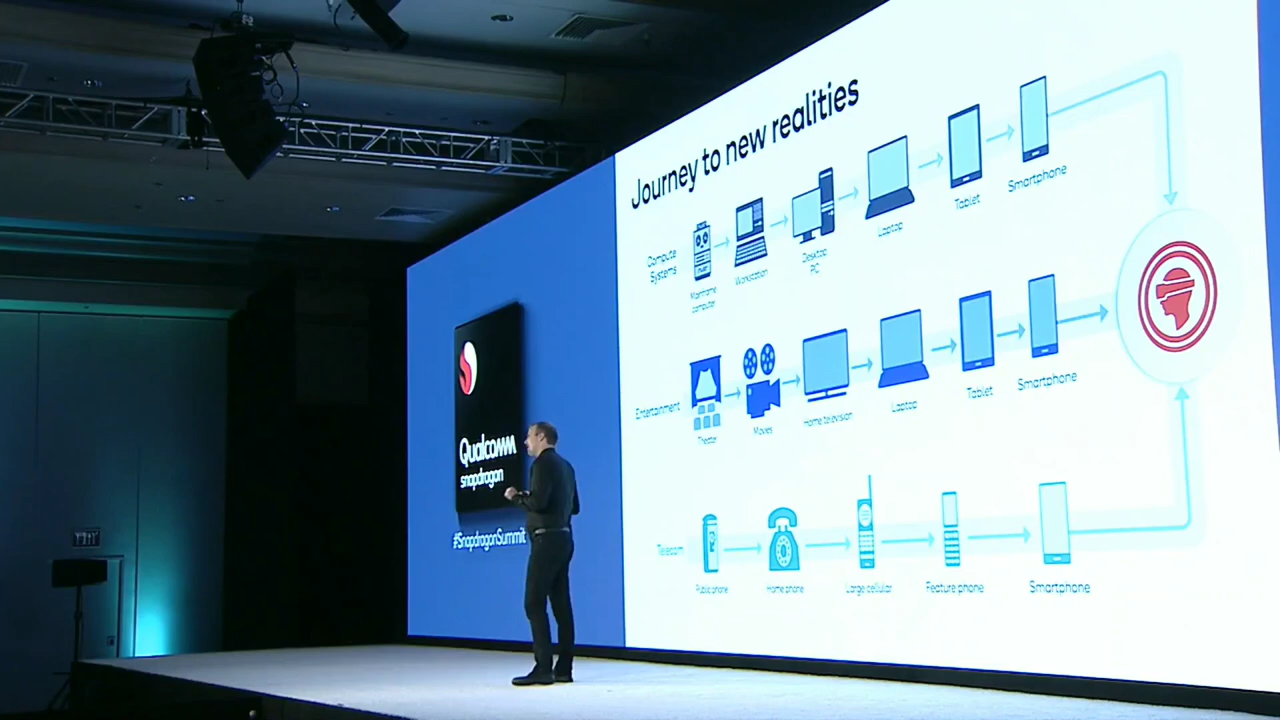 Journey to new realities
Compute
Systems
Mainframe
computer
Workstation
Desktop
PC
Laptop
Tablet
Smartphone
Entertainment
Theater
Movies
Home television
Laptop
Tablet
Smartphone
Telecom
Public phone
Home phone
Large cellular
Feature phone
Smartphone
Qualcomm
snapdragon
#SnapdragonSummit
EXIT